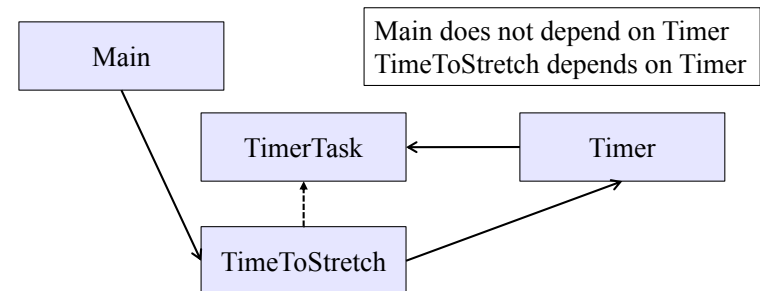 Main
Main does not depend on Timer
TimeToStretch depends on Timer
TimerTask
Timer
TimeToStretch